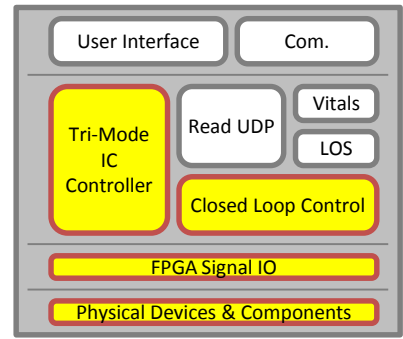 User Interface
Com.
Tri-Mode
IC
Controller
Read UDP
Vitals
LOS
Closed Loop Control
FPGA Signal IO
Physical Devices & Components